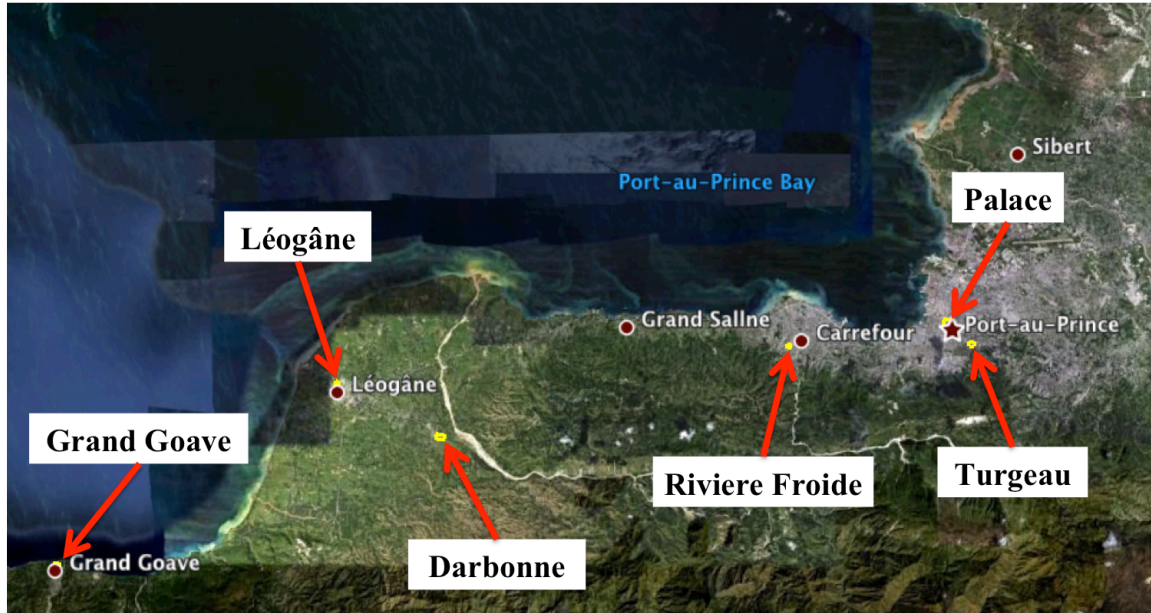 Sibert
Port-au-Prince Bay
Palace
Léogâne
Grand Sallne
Carrefour
Port-au-Prince
Léogâne
Grand Goave
Riviere Froide
Turgeau
Darbonne
Grand Goave